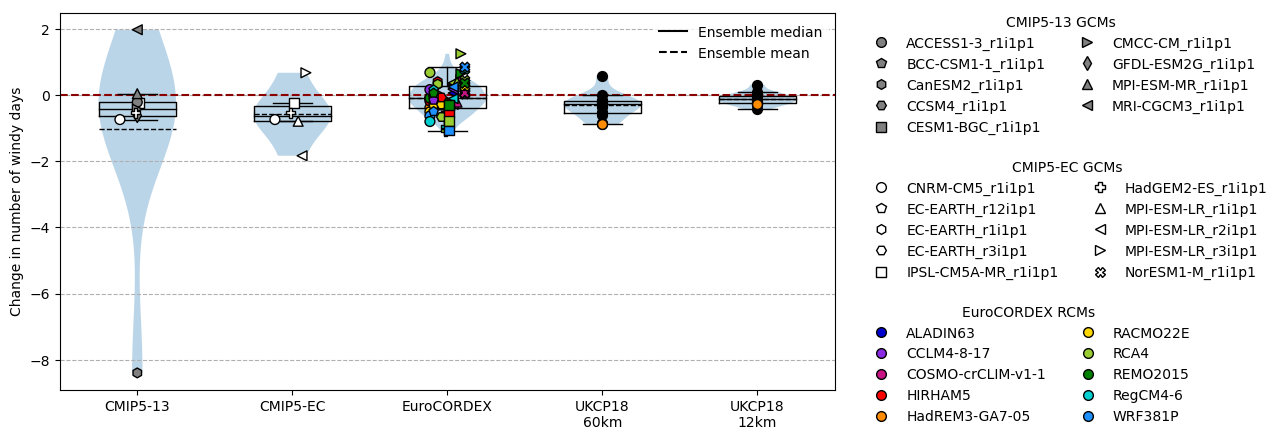 Change in number of windy days
2
0
−2
−4
−6
−8
Ensemble median
Ensemble mean
CMIP5-13
CMIP5-EC
EuroCORDEX
UKCP18
60km
UKCP18
12km
CMIP5-13 GCMs
ACCESS1-3_r1i1p1
BCC-CSM1-1_r1i1p1
CanESM2_r1i1p1
CCSM4_r1i1p1
CESM1-BGC_r1i1p1
CMCC-CM_r1i1p1
GFDL-ESM2G_r1i1p1
MPI-ESM-MR_r1i1p1
MRI-CGCM3_r1i1p1
CMIP5-EC GCMs
CNRM-CM5_r1i1p1
EC-EARTH_r12i1p1
EC-EARTH_r1i1p1
EC-EARTH_r3i1p1
IPSL-CM5A-MR_r1i1p1
HadGEM2-ES_r1i1p1
MPI-ESM-LR_r1i1p1
MPI-ESM-LR_r2i1p1
MPI-ESM-LR_r3i1p1
NorESM1-M_r1i1p1
EuroCORDEX RCMs
ALADIN63
CCLM4-8-17
COSMO-crCLIM-v1-1
HIRHAM5
HadREM3-GA7-05
RACMO22E
RCA4
REMO2015
RegCM4-6
WRF381P